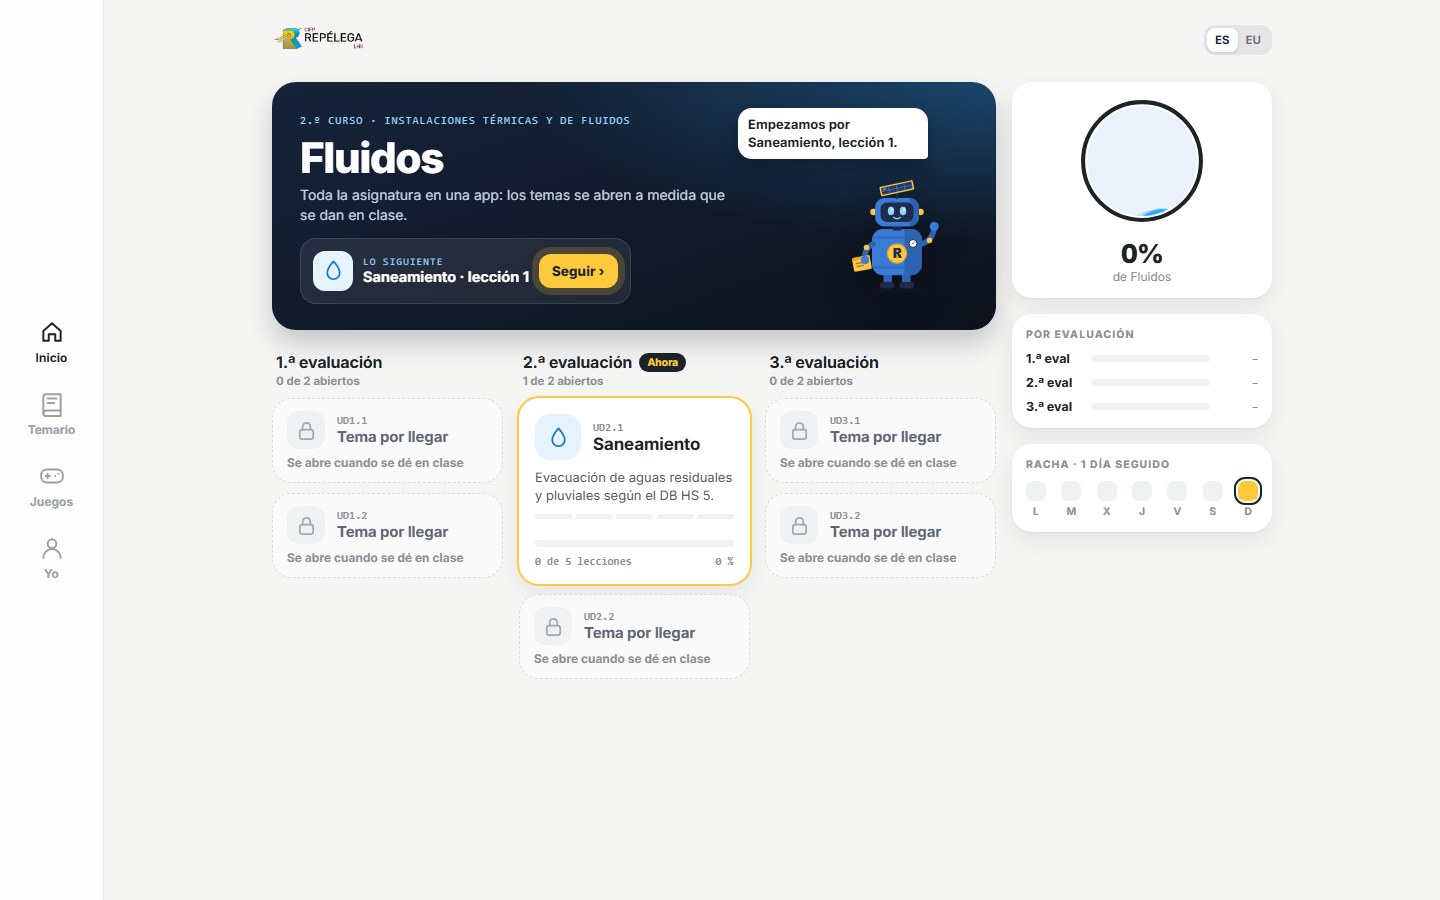 CIFP
REPÉLEGA
LHII
ES EU
Inicio
Temario
Juegos
Yo
2.º CURSO · INSTALACIONES TÉRMICAS Y DE FLUIDOS
Fluidos
Toda la asignatura en una app: los temas se abren a medida que
se dan en clase.
LO SIGUIENTE
Saneamiento · lección 1
Seguir ›
Empezamos por
Saneamiento, lección 1.
R
0%
de Fluidos
POR EVALUACIÓN
1.ª eval –
2.ª eval –
3.ª eval –
RACHA · 1 DÍA SEGUIDO
L M X J V S D
1.ª evaluación
0 de 2 abiertos
UD1.1
Tema por llegar
Se abre cuando se dé en clase
UD1.2
Tema por llegar
Se abre cuando se dé en clase
2.ª evaluación Ahora
1 de 2 abiertos
UD2.1
Saneamiento
Evacuación de aguas residuales
y pluviales según el DB HS 5.
0 de 5 lecciones 0 %
UD2.2
Tema por llegar
Se abre cuando se dé en clase
3.ª evaluación
0 de 2 abiertos
UD3.1
Tema por llegar
Se abre cuando se dé en clase
UD3.2
Tema por llegar
Se abre cuando se dé en clase